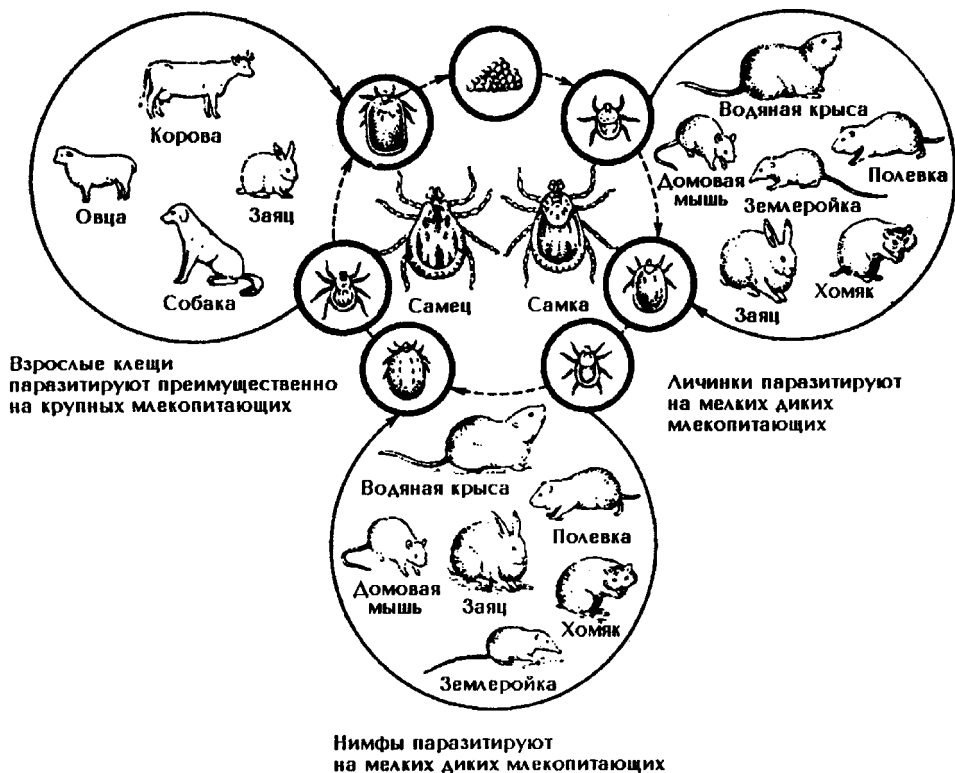 Корова
Овца
Заяц
Собака
Самец
Самка
Водяная крыса
Домовая
мышь
Землеройка
Полевка
Заяц
Хомяк
Взрослые клещи
паразитируют преимущественно
на крупных млекопитающих
Личинки паразитируют
на мелких диких
млекопитающих
Водяная крыса
Полевка
Домовая
мышь
Заяц
Хомяк
Землеройка
Нимфы паразитируют
на мелких диких млекопитающих